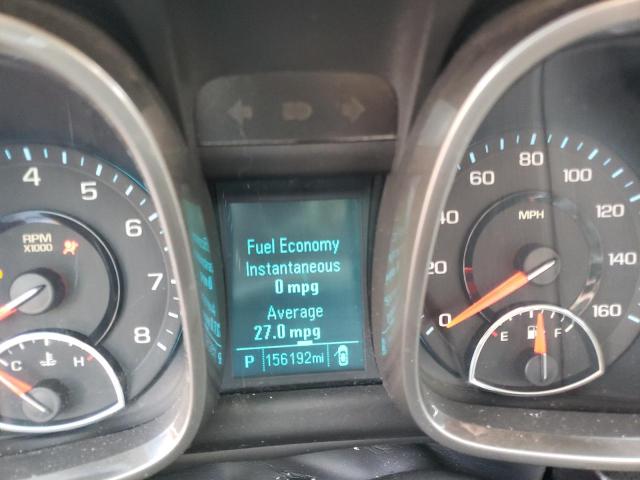 4
5
6
7
8
RPM
X1000
C
H
Fuel Economy
Instantaneous
0 mpg
Average
27.0 mpg
P 156192mi
0
20
40
60
80
100
120
140
160
MPH
E
F